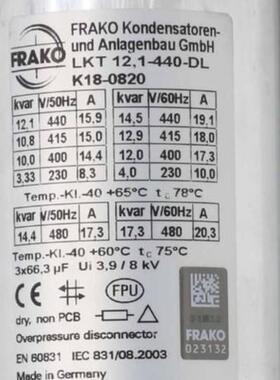 FRAKO
FRAKO Kondensatoren-
und Anlagenbau GmbH
LKT 12,1-440-DL
K18-0820
kvar V/50Hz A
12,1 440 15,9
10,8 415 15,0
10,0 400 14,4
3,33 230 8,3
kvar V/60Hz A
14,5 440 19,1
12,9 415 18,0
12,0 400 17,3
4,0 230 10,0
Temp.-Kl.-40 +65°C tc 78°C
kvar V/50Hz A
14,4 480 17,3
kvar V/60Hz A
17,3 480 20,3
Temp.-Kl.-40 +60°C tc 75°C
3x66,3 µF Ui 3,9 / 8 kV
CE FPU
dry, non PCB
Overpressure disconnector
EN 60831 IEC 831/09.2003
Made in Germany
FRAKO
023132